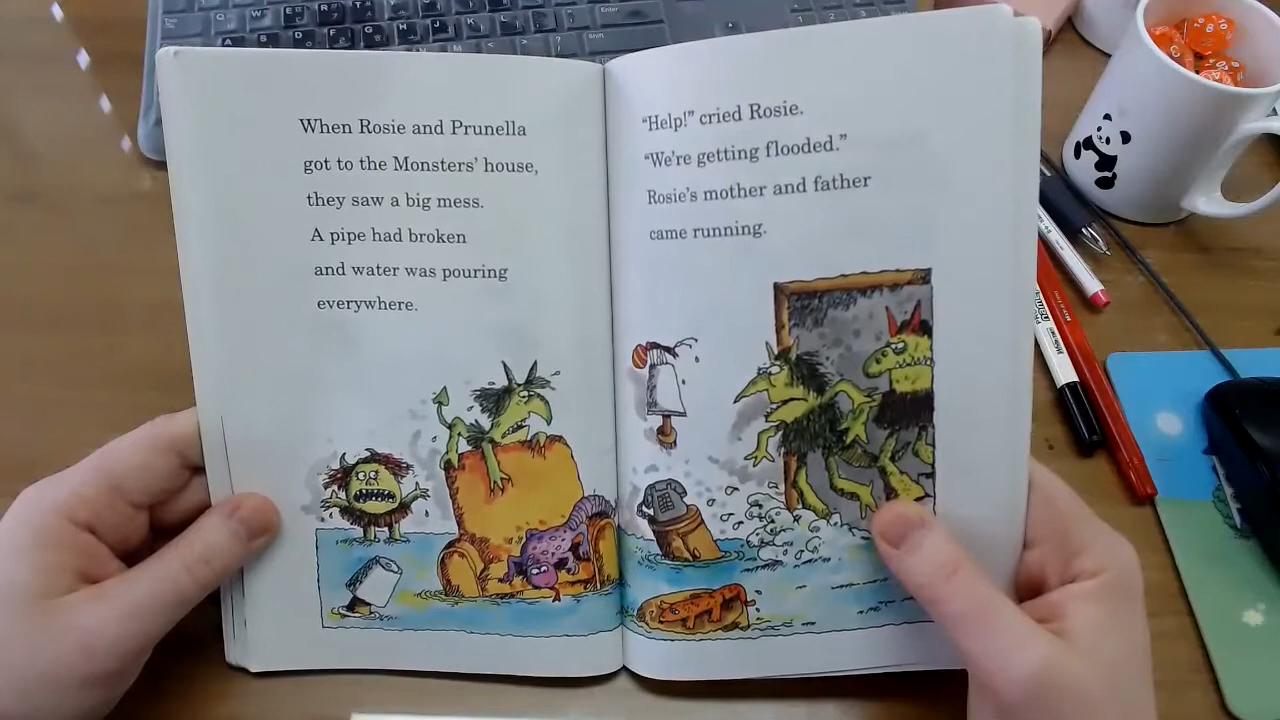 When Rosie and Prunella
got to the Monsters' house,
they saw a big mess.
A pipe had broken
and water was pouring
everywhere.
“Help!” cried Rosie.
“We're getting flooded.”
Rosie's mother and father
came running.